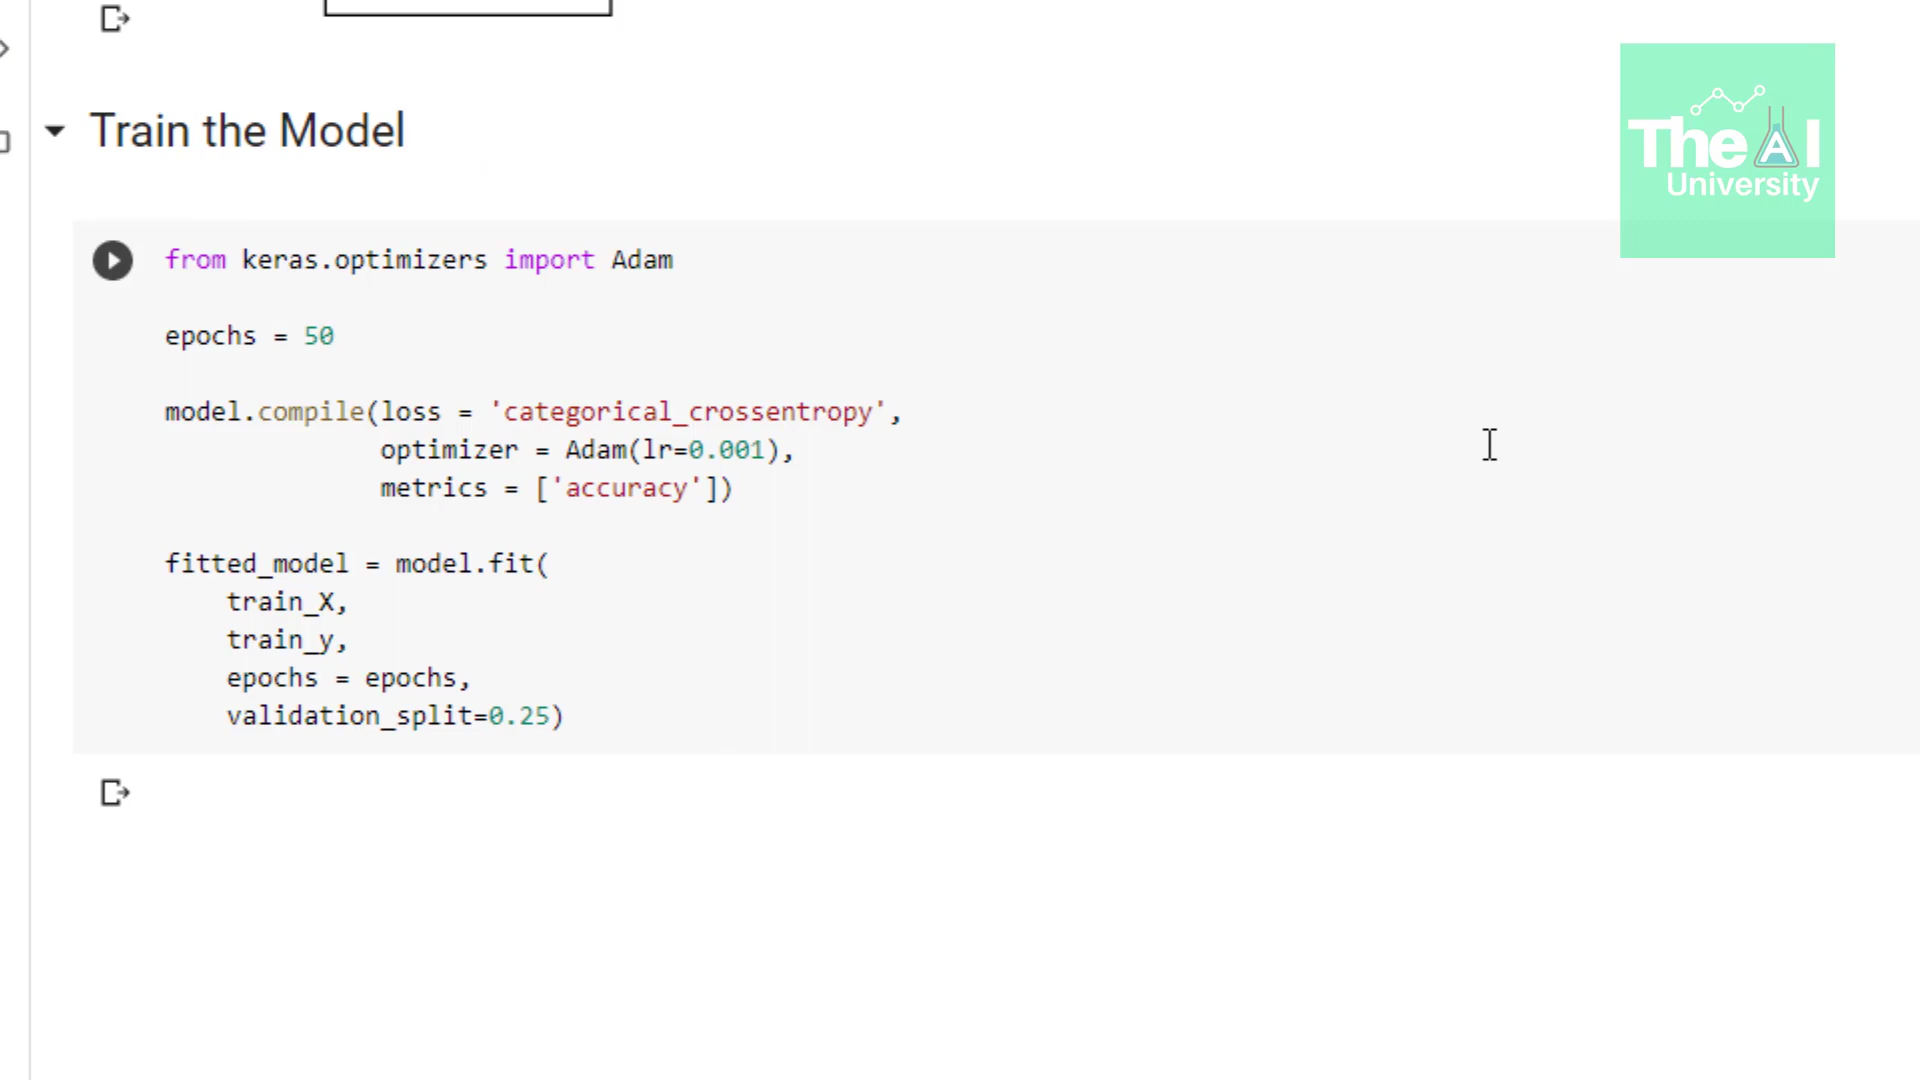 Train the Model
The AI
University
from keras.optimizers import Adam
epochs = 50
model.compile(loss = 'categorical_crossentropy',
optimizer = Adam(lr=0.001),
metrics = ['accuracy'])
fitted_model = model.fit(
train_X,
train_y,
epochs = epochs,
validation_split=0.25)